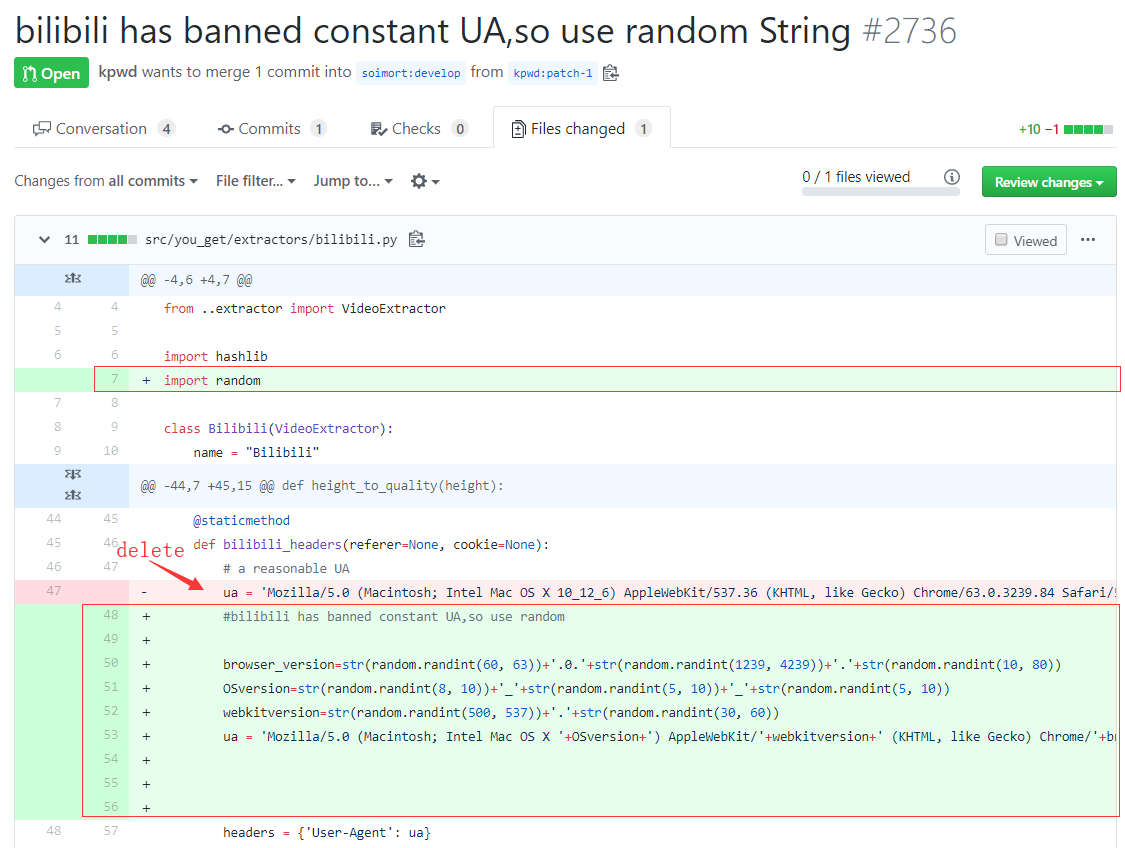 bilibili has banned constant UA,so use random String #2736
Open kpwd wants to merge 1 commit into soimort:develop from kpwd:patch-1
Conversation 4 Commits 1 Checks 0 Files changed 1 +10 −1
Changes from all commits File filter... Jump to... 0 / 1 files viewed Review changes
11 src/you_get/extractors/bilibili.py Viewed
@@ -4,6 +4,7 @@
4 4 from ..extractor import VideoExtractor
5 5
6 6 import hashlib
7 + import random
7 8
8 9 class Bilibili(VideoExtractor):
9 10 name = "Bilibili"
@@ -44,7 +45,15 @@ def height_to_quality(height):
44 45 @staticmethod
45 46 def bilibili_headers(referer=None, cookie=None):
delete
46 47 # a reasonable UA
47 - ua = 'Mozilla/5.0 (Macintosh; Intel Mac OS X 10_12_6) AppleWebKit/537.36 (KHTML, like Gecko) Chrome/63.0.3239.84 Safari/
48 + #bilibili has banned constant UA,so use random
49 +
50 + browser_version=str(random.randint(60, 63))+'.0.'+str(random.randint(1239, 4239))+'.'+str(random.randint(10, 80))
51 + OSversion=str(random.randint(8, 10))+'_'+str(random.randint(5, 10))+'_'+str(random.randint(5, 10))
52 + webkitversion=str(random.randint(500, 537))+'.'+str(random.randint(30, 60))
53 + ua = 'Mozilla/5.0 (Macintosh; Intel Mac OS X '+OSversion+') AppleWebKit/'+webkitversion+' (KHTML, like Gecko) Chrome/'+b
54 +
55 +
56 +
48 57 headers = {'User-Agent': ua}